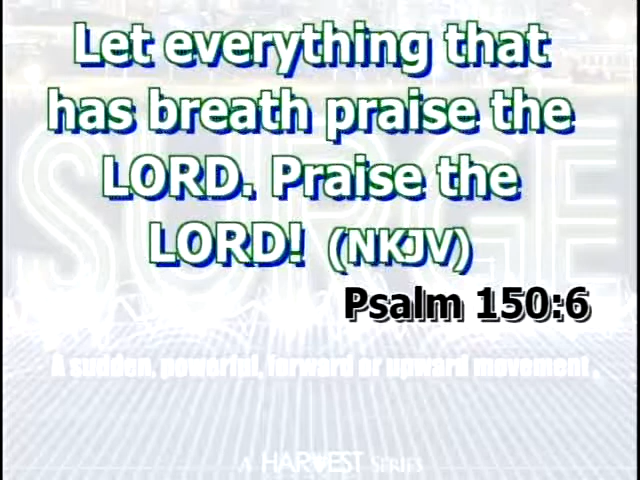 Let everything that
has breath praise the
LORD. Praise the
LORD! (NKJV)
Psalm 150:6
SURGE
A sudden, powerful, forward or upward movement.
A HARVEST SERIES